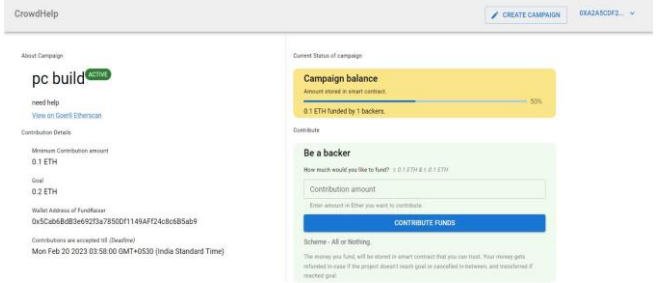 CrowdHelp
CREATE CAMPAIGN
0XA2A5CDF2...
About Campaign
pc build
ACTIVE
need help
View on Goerli Etherscan
Contribution Details
Minimum Contribution amount
0.1 ETH
Goal
0.2 ETH
Wallet Address of FundRaiser
0x5Cab6BdB3e692f3a7850Df1149AFf24c8c6B5ab9
Contributions are accepted till (Deadline)
Mon Feb 20 2023 03:58:00 GMT+0530 (India Standard Time)
Current Status of campaign
Campaign balance
Amount stored in smart contract.
50%
0.1 ETH funded by 1 backers.
Contribute
Be a backer
How much would you like to fund? ≥ 0.1 ETH & ≤ 0.1 ETH
Contribution amount
Enter amount in Ether you want to contribute.
CONTRIBUTE FUNDS
Scheme - All or Nothing.
The money you fund, will be stored in smart contract that you can trust. Your money gets
refunded in-case if the project doesn't reach goal or cancelled in-between, and transferred if
reached goal.